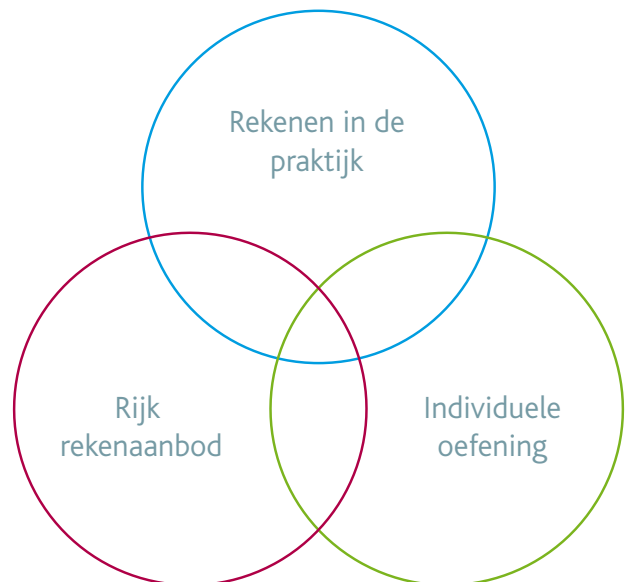 Rekenen in de
praktijk
Rijk
rekenaanbod
Individuele
oefening